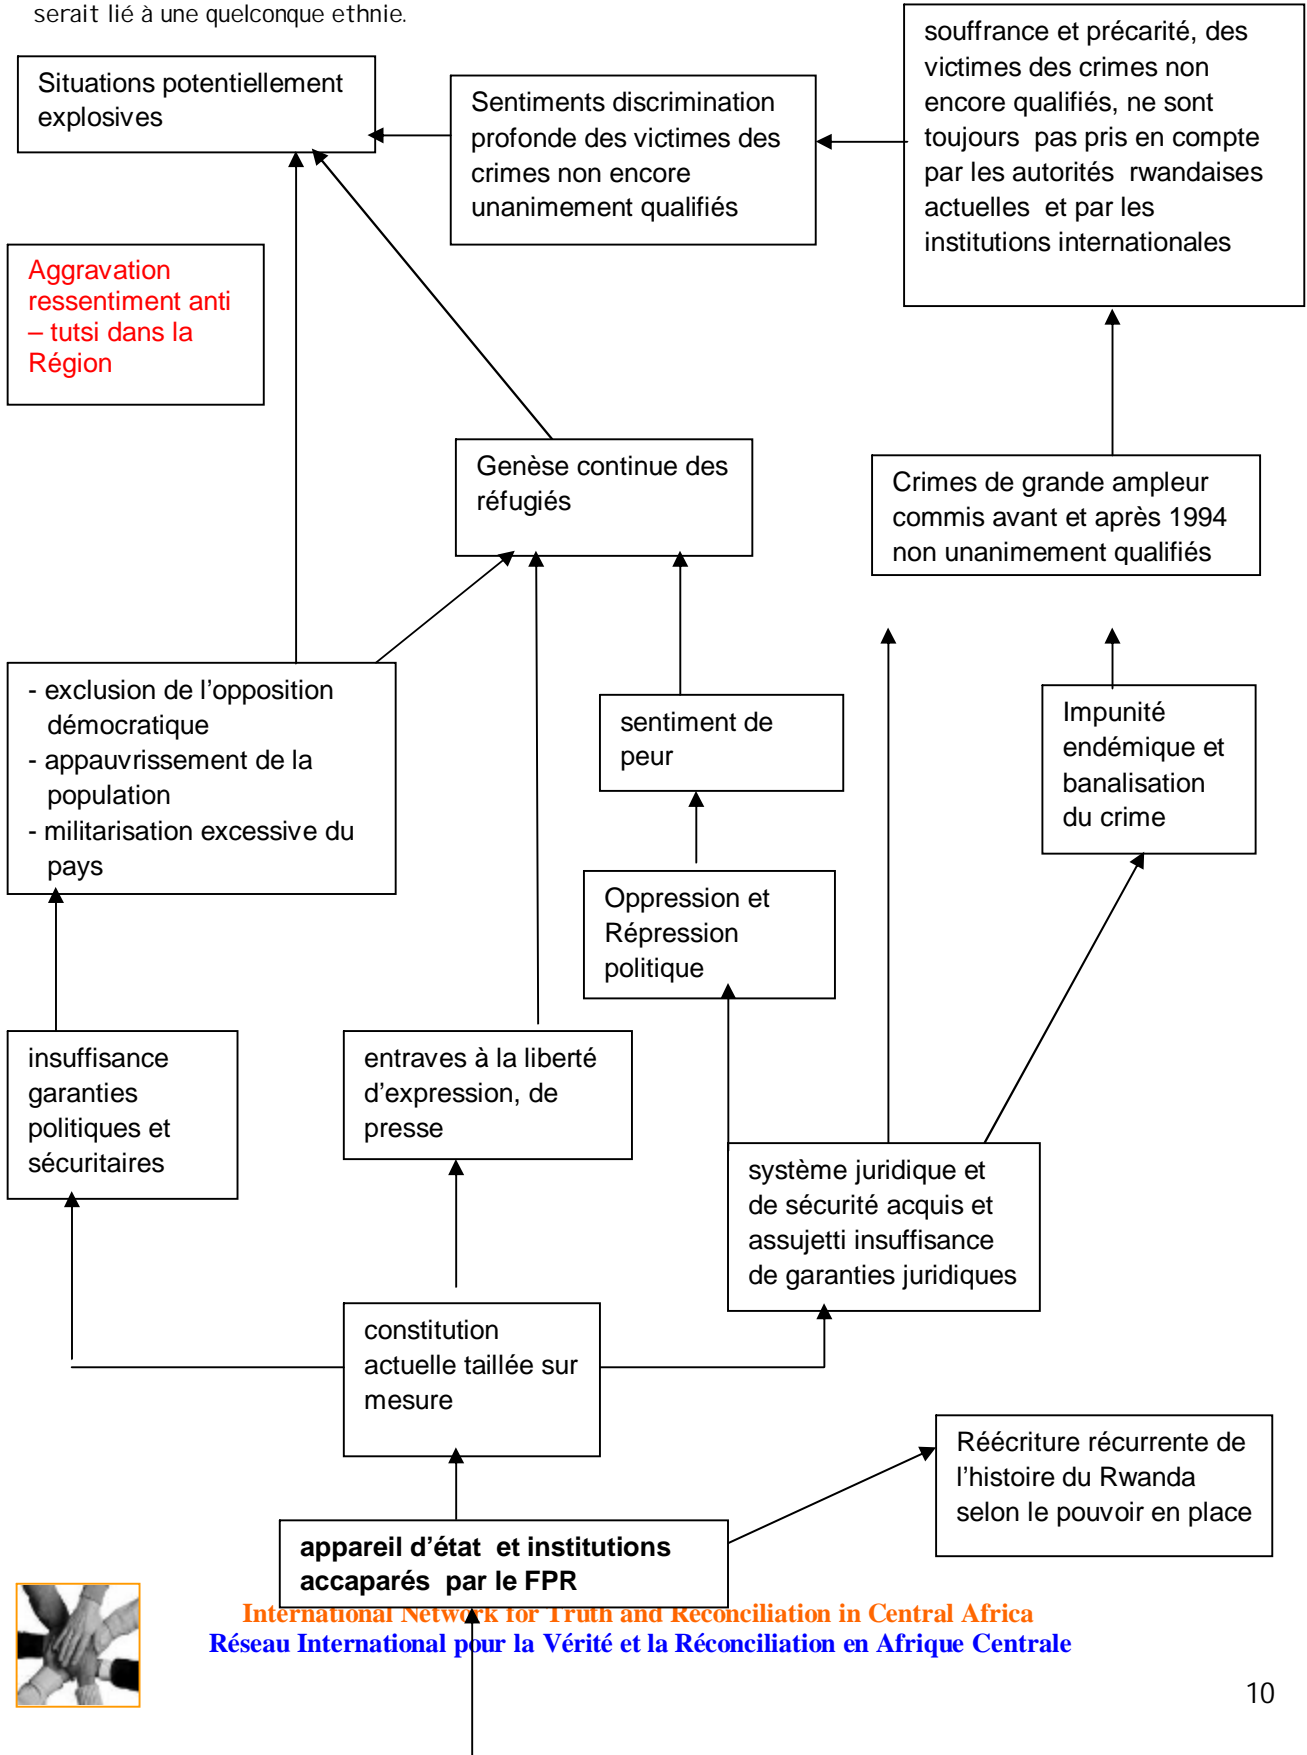 serait lié à une quelconque ethnie.
Situations potentiellement
explosives
Sentiments discrimination
profonde des victimes des
crimes non encore
unanimement qualifiés
souffrance et précarité, des
victimes des crimes non
encore qualifiés, ne sont
toujours pas pris en compte
par les autorités rwandaises
actuelles et par les
institutions internationales
Aggravation
ressentiment anti
– tutsi dans la
Région
Genèse continue des
réfugiés
Crimes de grande ampleur
commis avant et après 1994
non unanimement qualifiés
- exclusion de l’opposition
démocratique
- appauvrissement de la
population
- militarisation excessive du
pays
sentiment de
peur
Impunité
endémique et
banalisation
du crime
Oppression et
Répression
politique
insuffisance
garanties
politiques et
sécuritaires
entraves à la liberté
d’expression, de
presse
système juridique et
de sécurité acquis et
assujetti insuffisance
de garanties juridiques
constitution
actuelle taillée sur
mesure
Réécriture récurrente de
l’histoire du Rwanda
selon le pouvoir en place
appareil d’état et institutions
accaparés par le FPR
International Network for Truth and Reconciliation in Central Africa
Réseau International pour la Vérité et la Réconciliation en Afrique Centrale
10